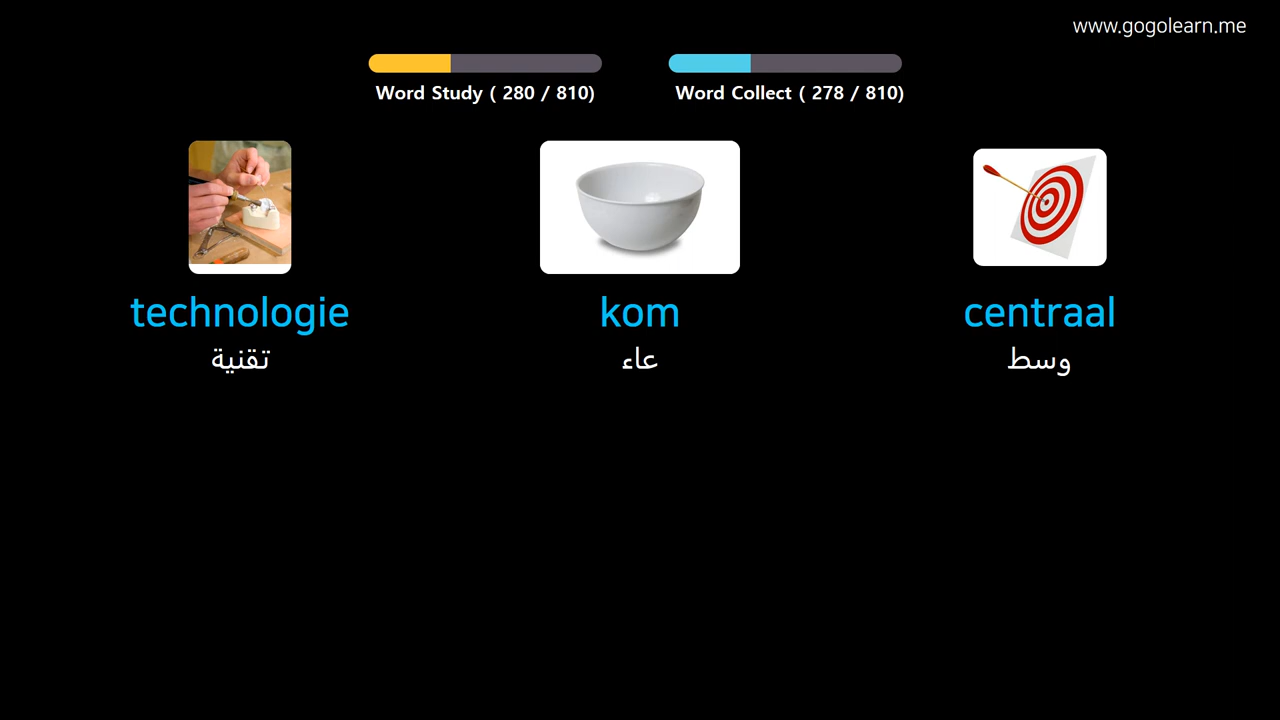 www.gogolearn.me
Word Study ( 280 / 810)
Word Collect ( 278 / 810)
technologie
kom
centraal
تقنية
عاء
وسط